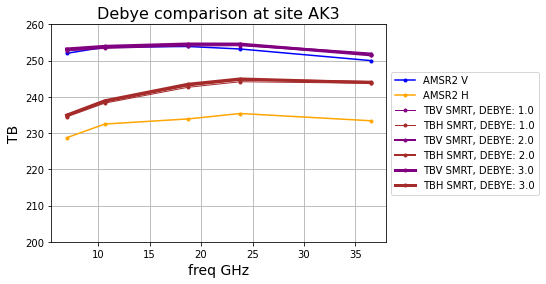 Debye comparison at site AK3
TB
260
250
240
230
220
210
200
10
15
20
25
30
35
freq GHz
AMSR2 V
AMSR2 H
TBV SMRT, DEBYE: 1.0
TBH SMRT, DEBYE: 1.0
TBV SMRT, DEBYE: 2.0
TBH SMRT, DEBYE: 2.0
TBV SMRT, DEBYE: 3.0
TBH SMRT, DEBYE: 3.0